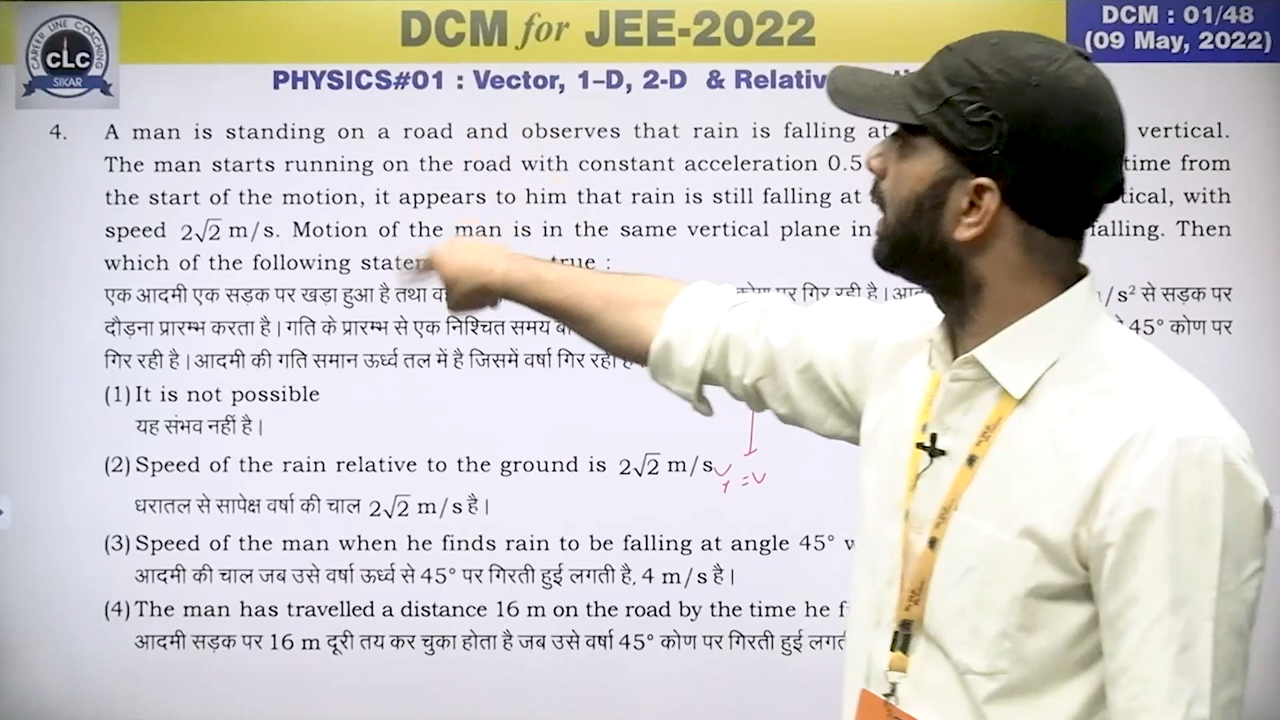 DCM for JEE-2022
DCM : 01/48
(09 May, 2022)
CAREER LINE COACHING
CLC
SIKAR
PHYSICS#01 : Vector, 1-D, 2-D & Relativ
4. A man is standing on a road and observes that rain is falling at vertical.
The man starts running on the road with constant acceleration 0.5 time from
the start of the motion, it appears to him that rain is still falling at tical, with
speed 2√2 m/s. Motion of the man is in the same vertical plane in falling. Then
which of the following statem true :
एक आदमी एक सड़क पर खड़ा हुआ है तथा व कोण पर गिर रही है। आद /s² से सड़क पर
दौड़ना प्रारम्भ करता है। गति के प्रारम्भ से एक निश्चित समय बा 45° कोण पर
गिर रही है। आदमी की गति समान ऊर्ध्व तल में है जिसमें वर्षा गिर रही
(1) It is not possible
यह संभव नहीं है।
(2) Speed of the rain relative to the ground is 2√2 m/s
धरातल से सापेक्ष वर्षा की चाल 2√2 m/s है।
(3) Speed of the man when he finds rain to be falling at angle 45°
आदमी की चाल जब उसे वर्षा ऊर्ध्व से 45° पर गिरती हुई लगती है, 4 m/s है।
(4) The man has travelled a distance 16 m on the road by the time he f
आदमी सड़क पर 16 m दूरी तय कर चुका होता है जब उसे वर्षा 45° कोण पर गिरती हुई लगत